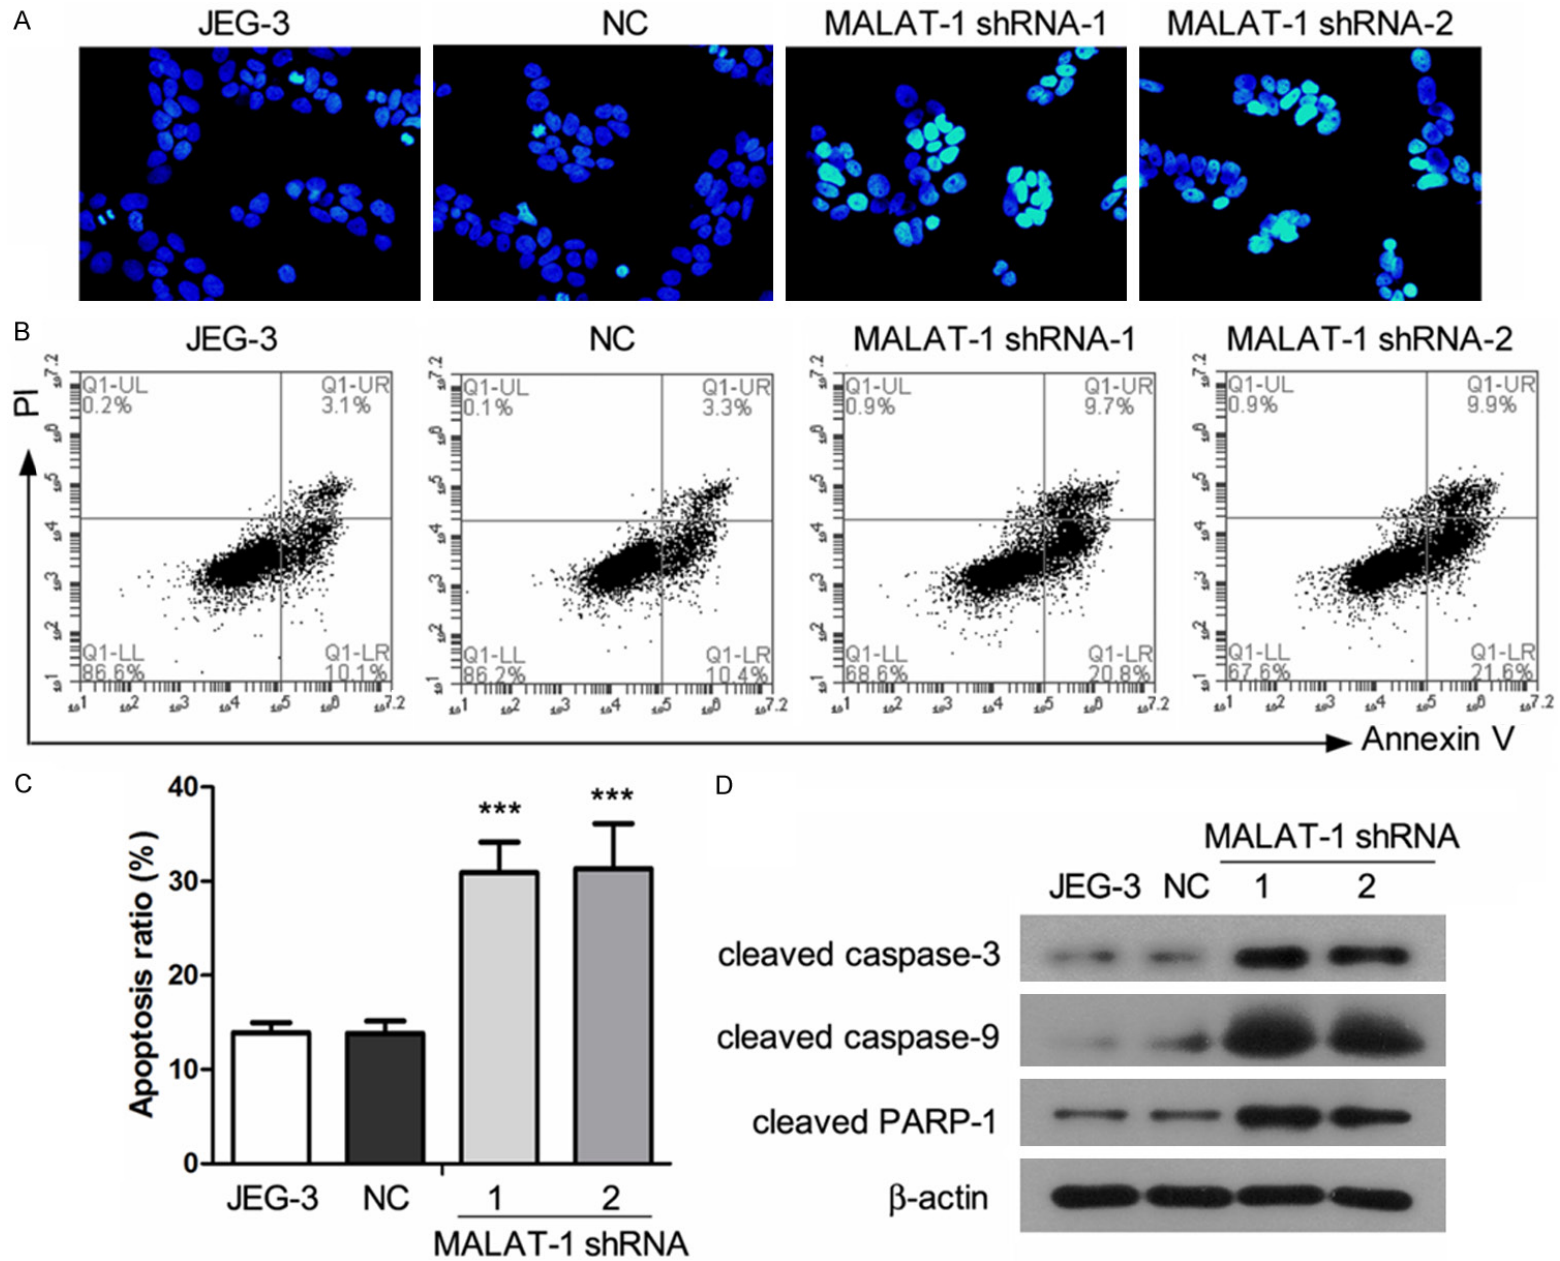 A
JEG-3
NC
MALAT-1 shRNA-1
MALAT-1 shRNA-2
B
JEG-3
NC
MALAT-1 shRNA-1
MALAT-1 shRNA-2
PI
Q1-UL
0.2%
Q1-UR
3.1%
Q1-LL
86.6%
Q1-LR
10.1%
Q1-UL
0.1%
Q1-UR
3.3%
Q1-LL
86.2%
Q1-LR
10.4%
Q1-UL
0.9%
Q1-UR
9.7%
Q1-LL
68.6%
Q1-LR
20.8%
Q1-UL
0.9%
Q1-UR
9.9%
Q1-LL
67.6%
Q1-LR
21.6%
Annexin V
C
Apoptosis ratio (%)
40
30
20
10
0
***
***
JEG-3
NC
1
2
MALAT-1 shRNA
D
MALAT-1 shRNA
JEG-3 NC 1 2
cleaved caspase-3
cleaved caspase-9
cleaved PARP-1
β-actin